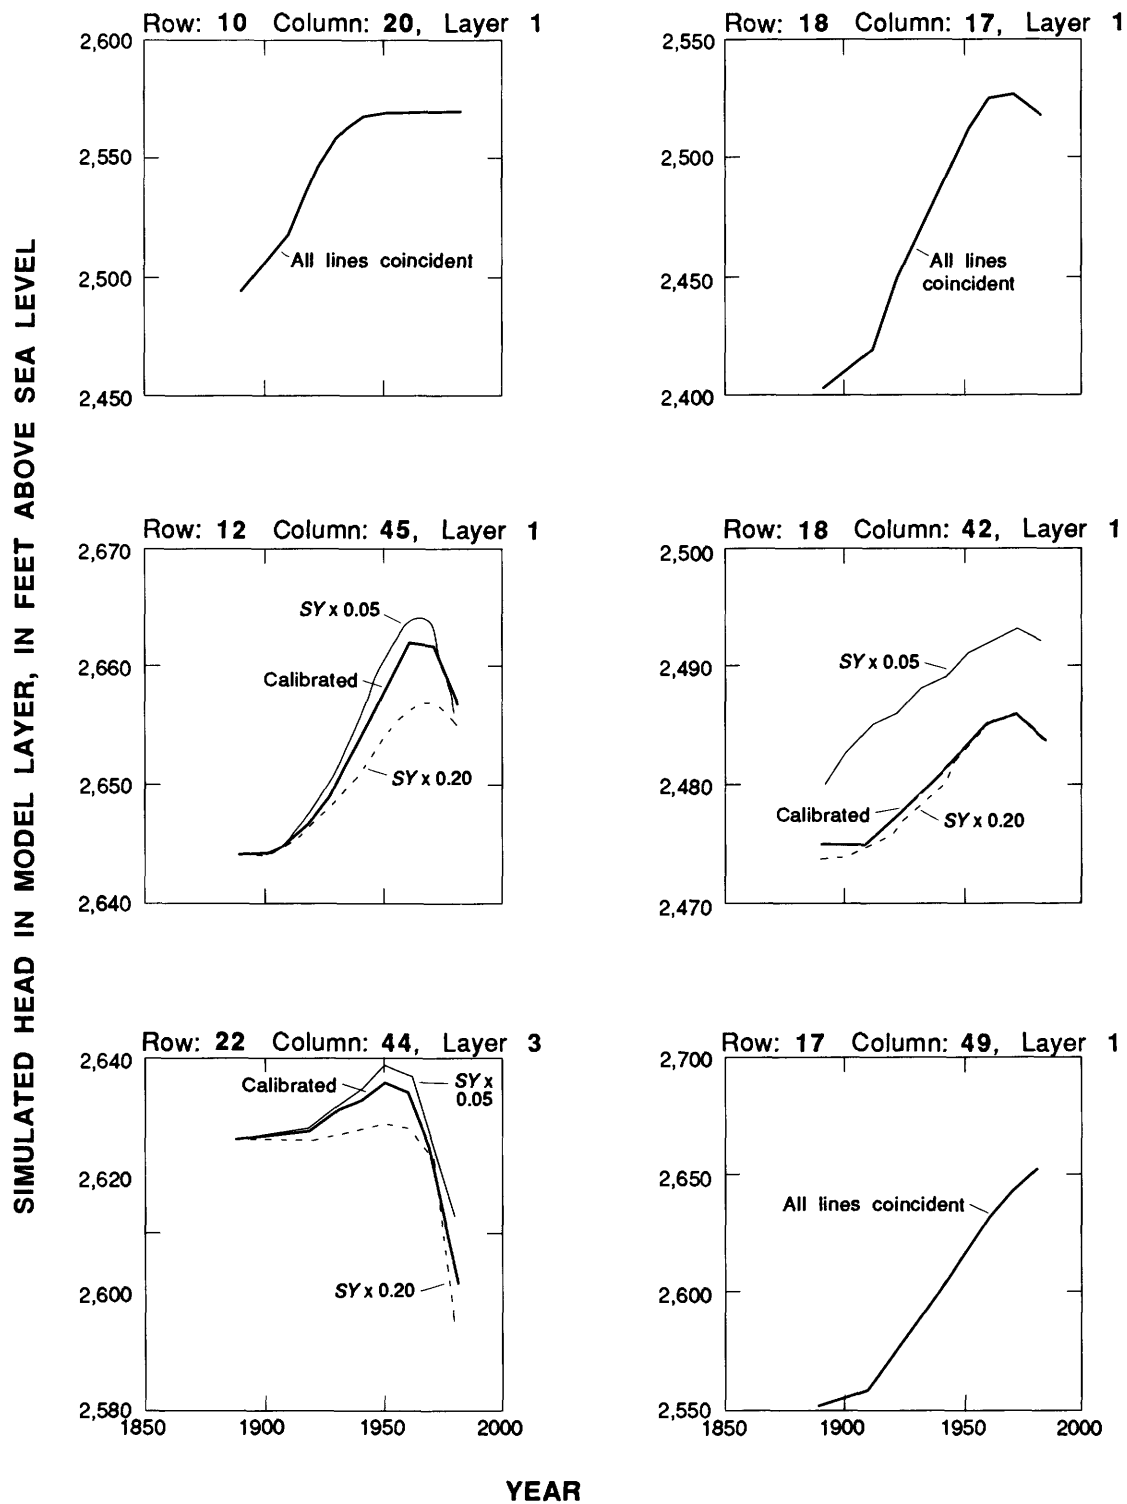 SIMULATED HEAD IN MODEL LAYER, IN FEET ABOVE SEA LEVEL
Row: 10 Column: 20, Layer 1
2,600
2,550
2,500
2,450
All lines coincident
Row: 18 Column: 17, Layer 1
2,550
2,500
2,450
2,400
All lines
coincident
Row: 12 Column: 45, Layer 1
2,670
2,660
2,650
2,640
SY x 0.05
Calibrated
SY x 0.20
Row: 18 Column: 42, Layer 1
2,500
2,490
2,480
2,470
SY x 0.05
Calibrated
SY x 0.20
Row: 22 Column: 44, Layer 3
2,640
2,620
2,600
2,580
Calibrated
SY x
0.05
SY x 0.20
1850 1900 1950 2000
Row: 17 Column: 49, Layer 1
2,700
2,650
2,600
2,550
All lines coincident
1850 1900 1950 2000
YEAR